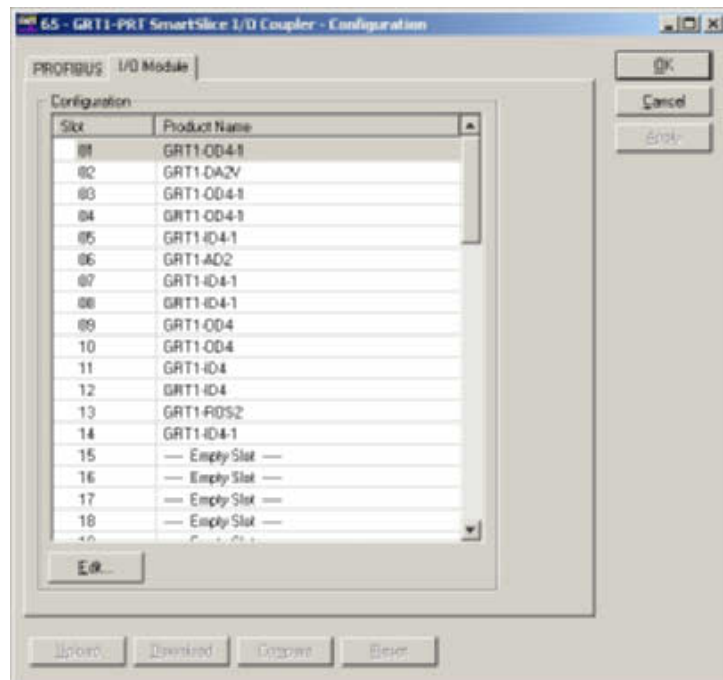 65 - GRT1-PRT SmartSlice I/O Coupler - Configuration
PROFIBUS I/O Module
OK
Cancel
Apply
Configuration
Slot Product Name
01 GRT1-OD4-1
02 GRT1-DA2V
03 GRT1-OD4-1
04 GRT1-OD4-1
05 GRT1-ID4-1
06 GRT1-AD2
07 GRT1-ID4-1
08 GRT1-ID4-1
09 GRT1-OD4
10 GRT1-OD4
11 GRT1-ID4
12 GRT1-ID4
13 GRT1-ROS2
14 GRT1-ID4-1
15 ---- Empty Slot ----
16 ---- Empty Slot ----
17 ---- Empty Slot ----
18 ---- Empty Slot ----
Edit...
Upload Download Compare Reset